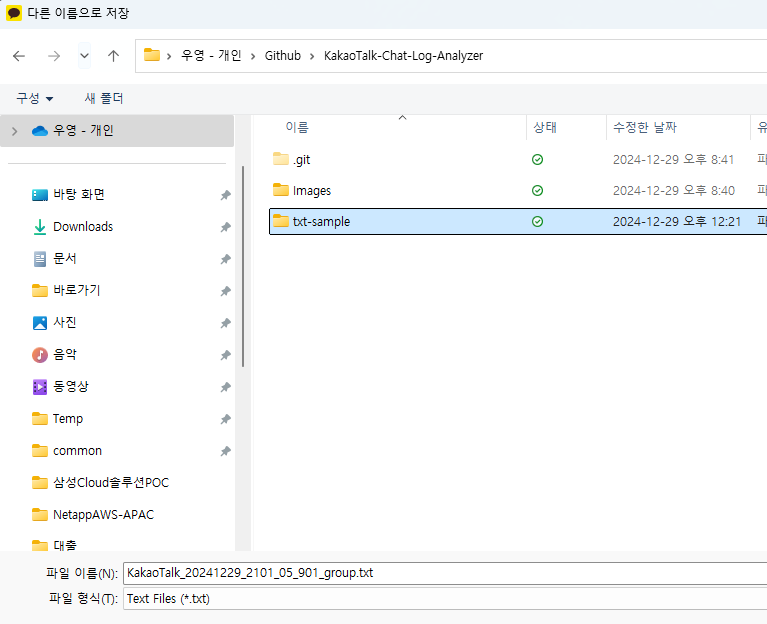 다른 이름으로 저장
우영 - 개인 > Github > KakaoTalk-Chat-Log-Analyzer
구성 새 폴더
우영 - 개인
바탕 화면
Downloads
문서
바로가기
사진
음악
동영상
Temp
common
삼성Cloud솔루션POC
NetappAWS-APAC
대출
이름 상태 수정한 날짜
.git 2024-12-29 오후 8:41
Images 2024-12-29 오후 8:40
txt-sample 2024-12-29 오후 12:21
파일 이름(N): KakaoTalk_20241229_2101_05_901_group.txt
파일 형식(T): Text Files (*.txt)